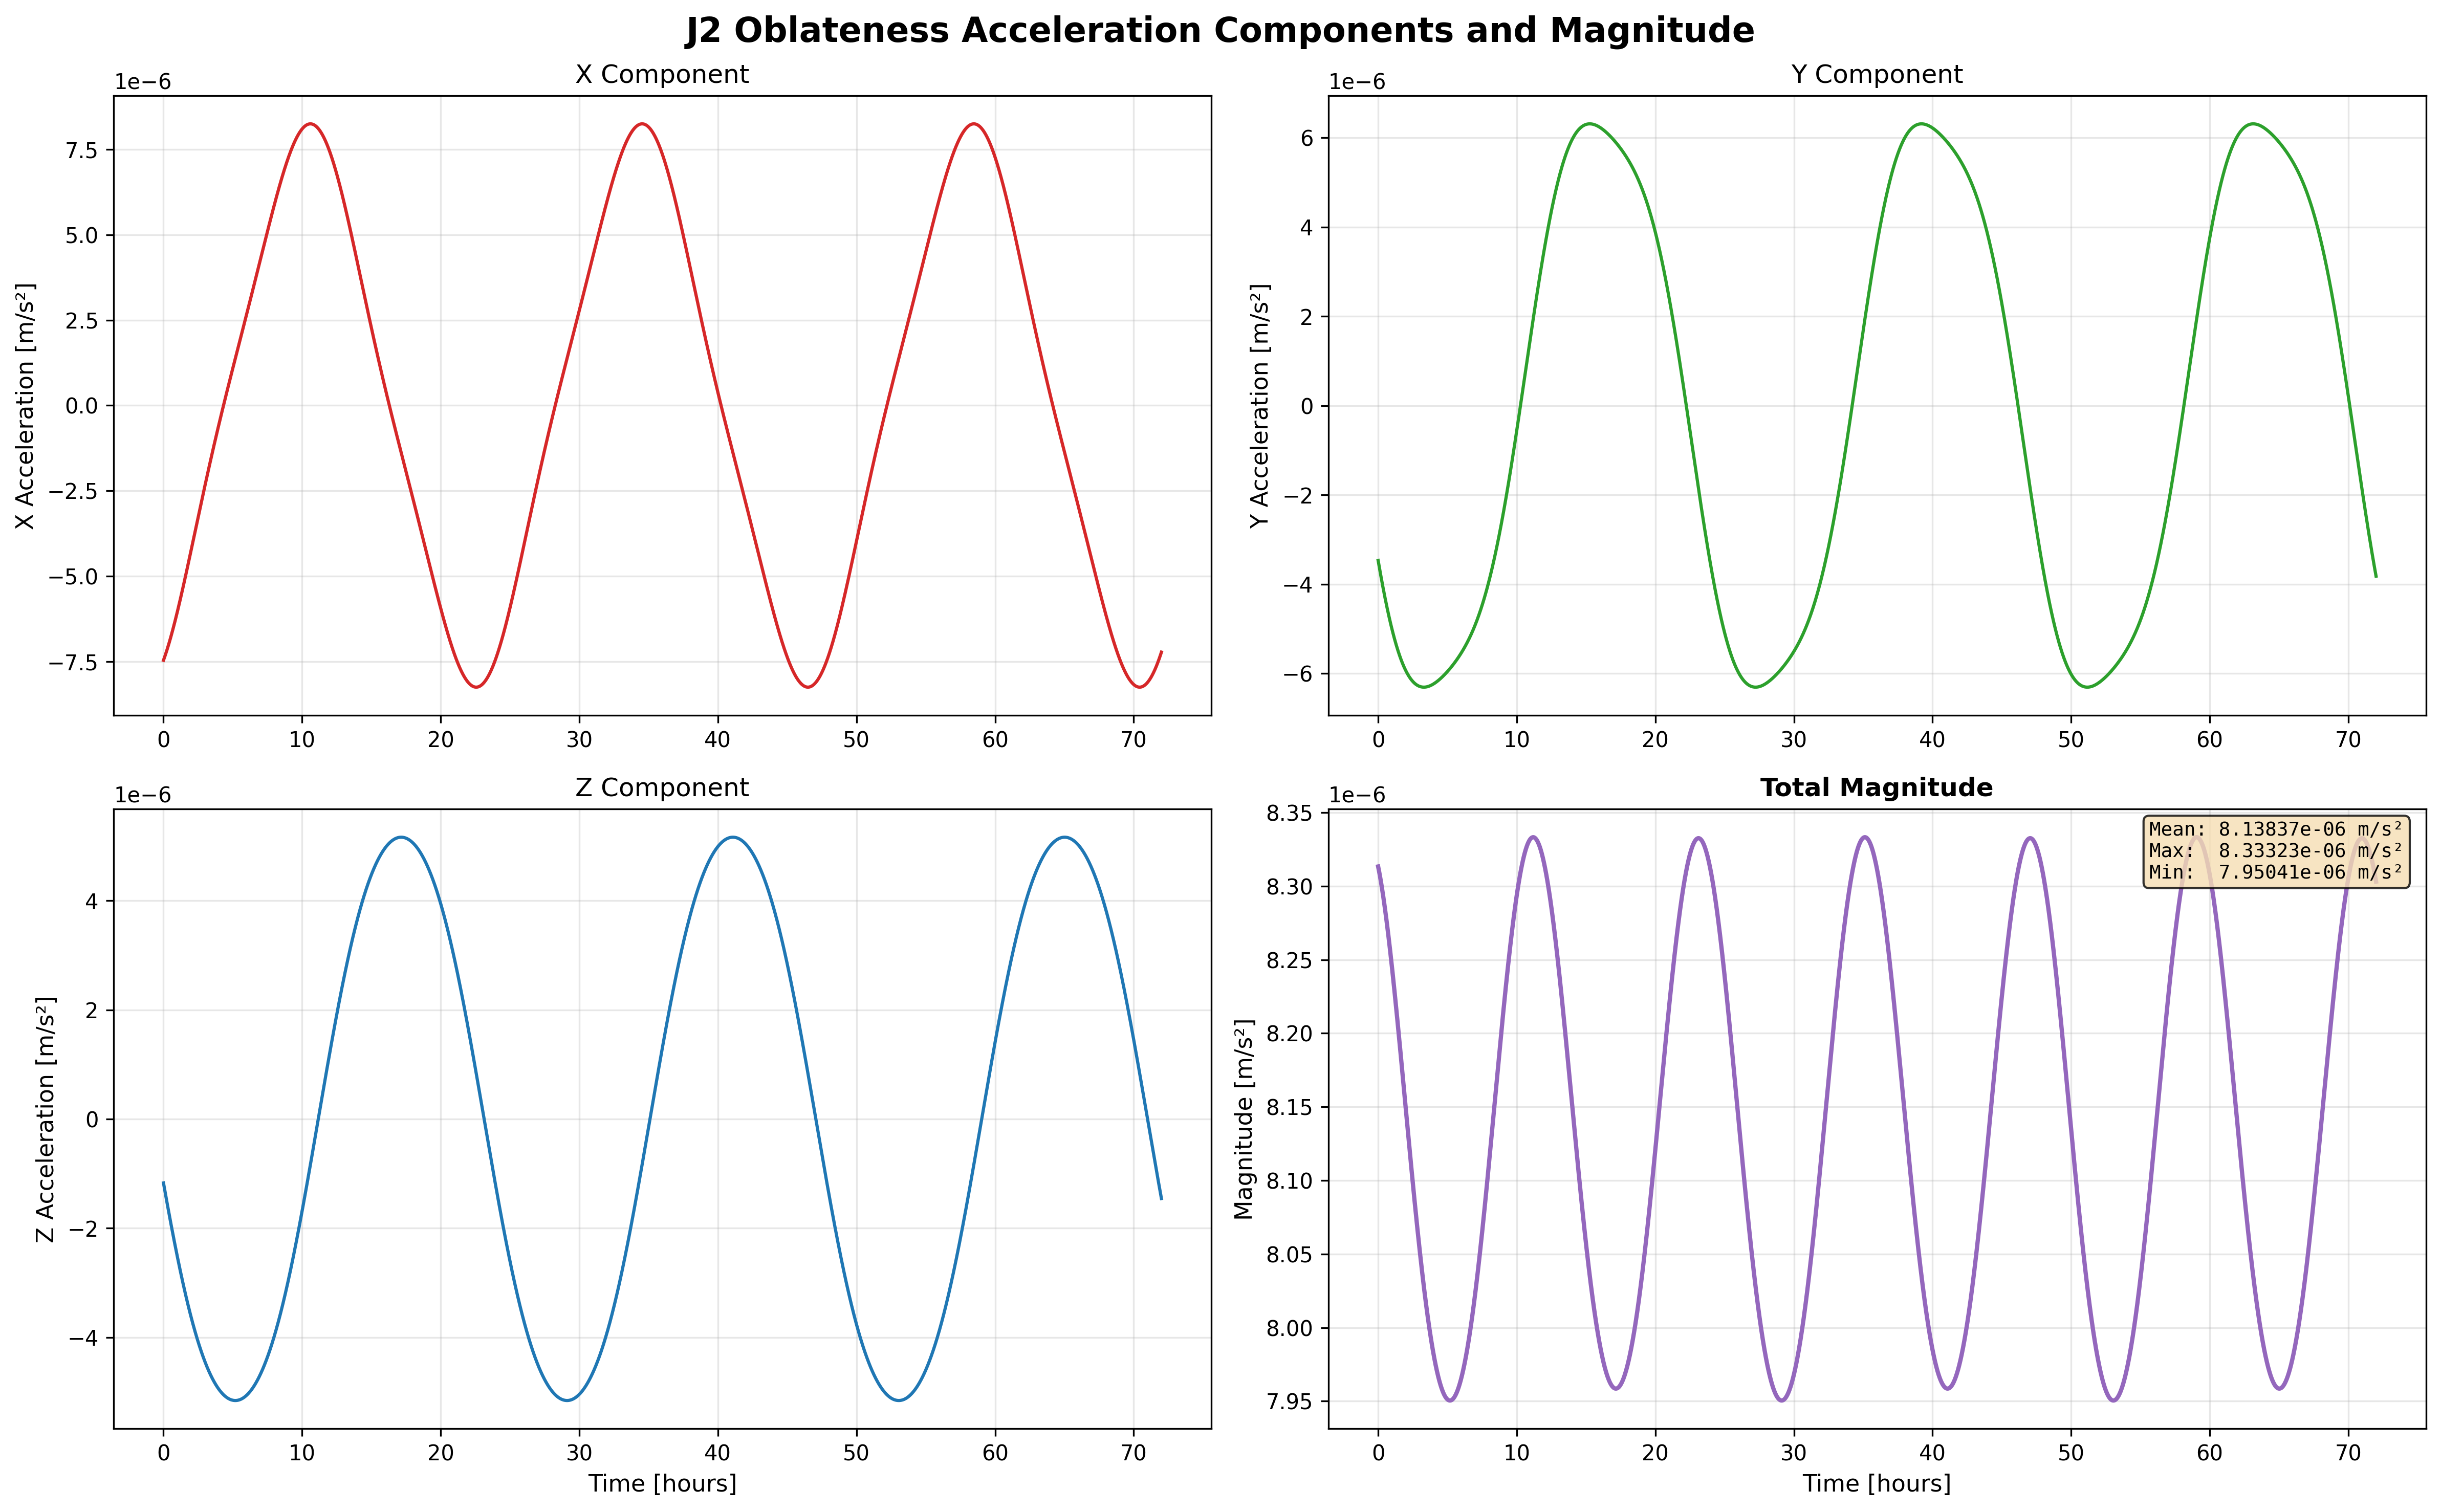 J2 Oblateness Acceleration Components and Magnitude
X Component
1e−6
7.5
5.0
2.5
0.0
−2.5
−5.0
−7.5
X Acceleration [m/s²]
0 10 20 30 40 50 60 70
Y Component
1e−6
6
4
2
0
−2
−4
−6
Y Acceleration [m/s²]
0 10 20 30 40 50 60 70
Z Component
1e−6
4
2
0
−2
−4
Z Acceleration [m/s²]
0 10 20 30 40 50 60 70
Time [hours]
Total Magnitude
1e−6
8.35
8.30
8.25
8.20
8.15
8.10
8.05
8.00
7.95
Magnitude [m/s²]
Mean: 8.13837e-06 m/s²
Max: 8.33323e-06 m/s²
Min: 7.95041e-06 m/s²
0 10 20 30 40 50 60 70
Time [hours]